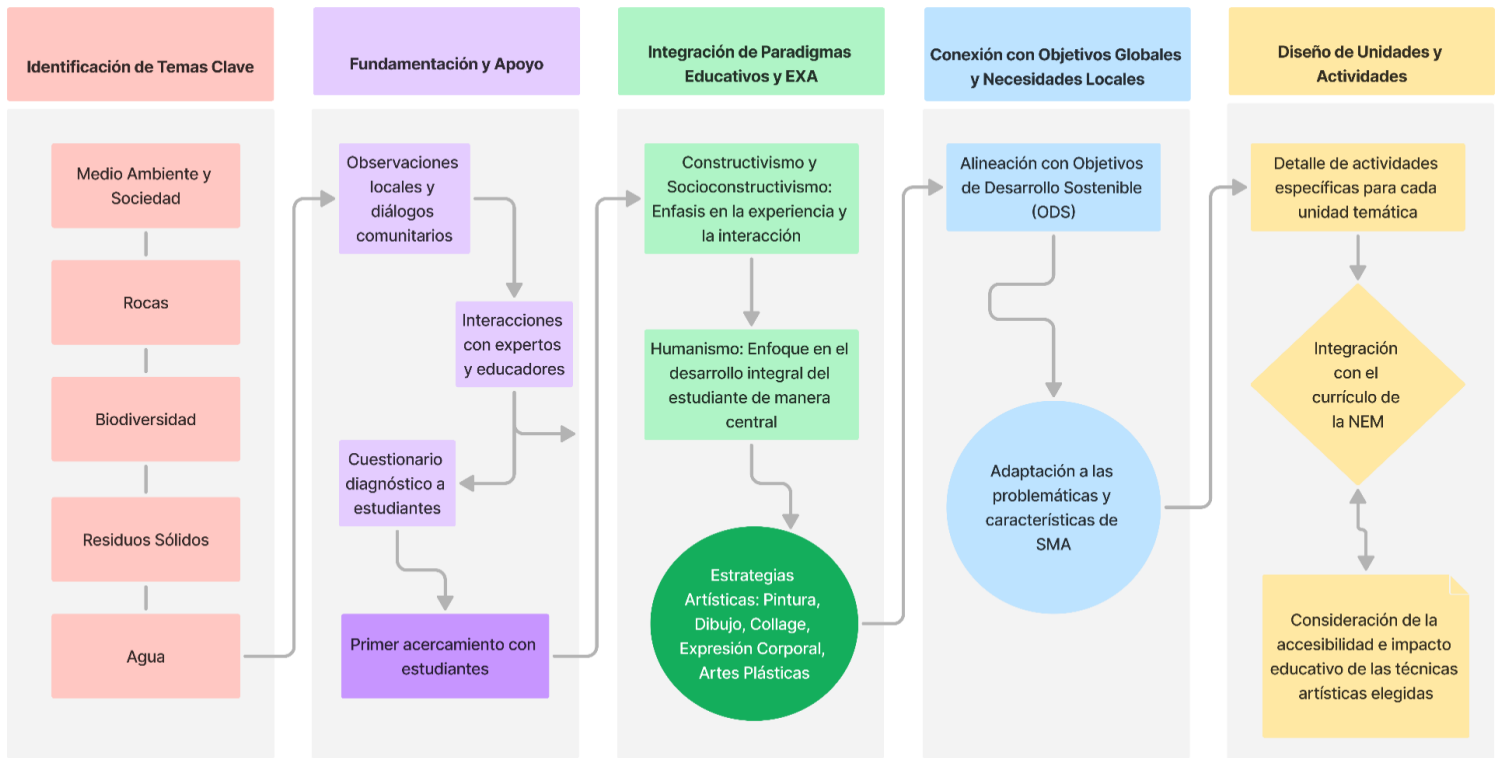 Identificación de Temas Clave
Medio Ambiente y
Sociedad
Rocas
Biodiversidad
Residuos Sólidos
Agua
Fundamentación y Apoyo
Observaciones
locales y
diálogos
comunitarios
Interacciones
con expertos
y educadores
Cuestionario
diagnóstico a
estudiantes
Primer acercamiento con
estudiantes
Integración de Paradigmas
Educativos y EXA
Constructivismo y
Socioconstructivismo:
Enfasis en la experiencia y
la interacción
Humanismo: Enfoque en el
desarrollo integral del
estudiante de manera
central
Estrategias
Artísticas: Pintura,
Dibujo, Collage,
Expresión Corporal,
Artes Plásticas
Conexión con Objetivos Globales
y Necesidades Locales
Alineación con Objetivos
de Desarrollo Sostenible
(ODS)
Adaptación a las
problemáticas y
características de
SMA
Diseño de Unidades y
Actividades
Detalle de actividades
específicas para cada
unidad temática
Integración
con el
currículo de
la NEM
Consideración de la
accesibilidad e impacto
educativo de las técnicas
artísticas elegidas